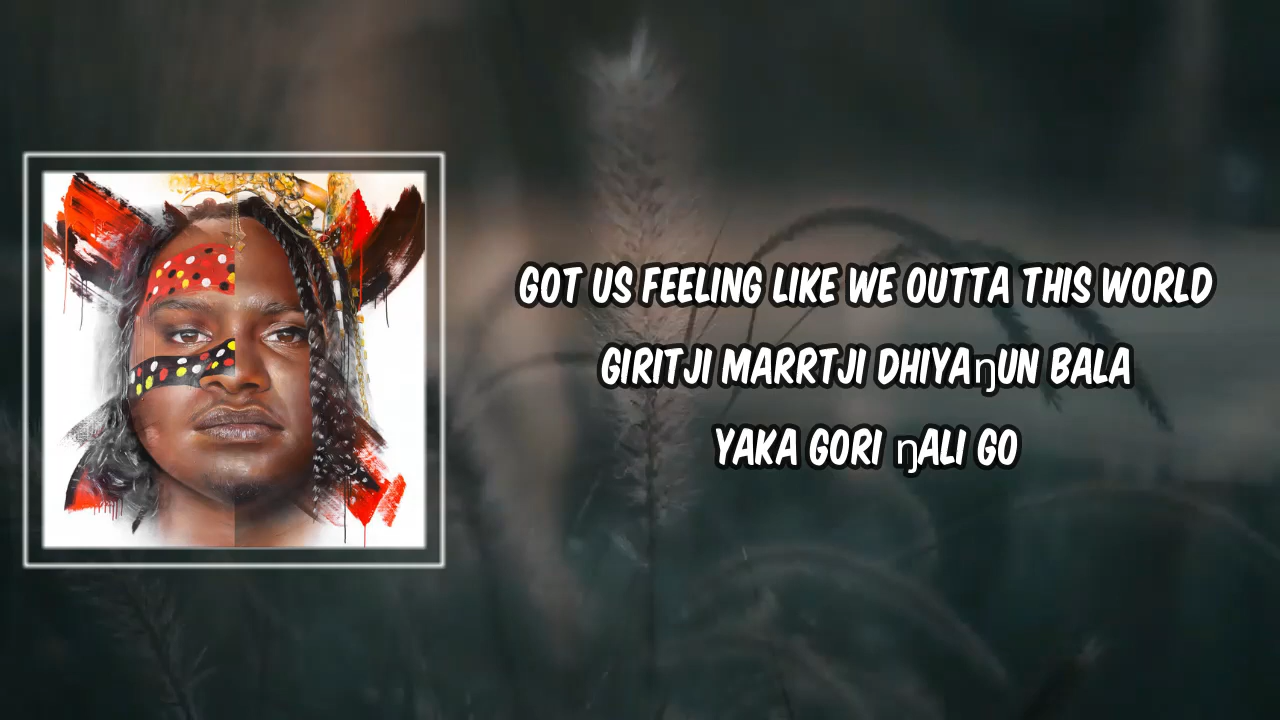 GOT US FEELING LIKE WE OUTTA THIS WORLD
GIRITJI MARRTJI DHIYAŋUN BALA
YAKA GORI ŋALI GO